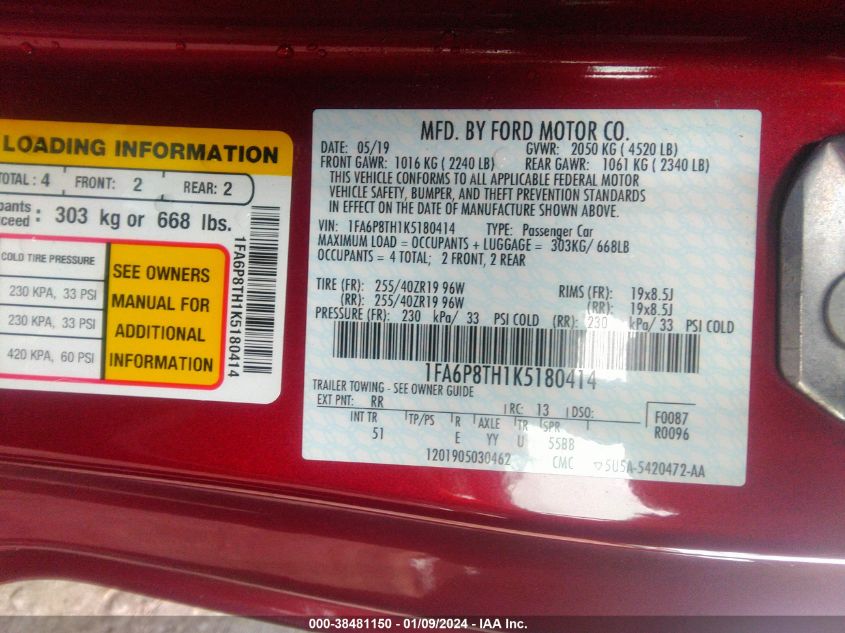 LOADING INFORMATION
TOTAL : 4 FRONT: 2 REAR: 2
303 kg or 668 lbs.
COLD TIRE PRESSURE
230 KPA, 33 PSI
230 KPA, 33 PSI
420 KPA, 60 PSI
SEE OWNERS
MANUAL FOR
ADDITIONAL
INFORMATION
1FA6P8TH1K5180414
MFD. BY FORD MOTOR CO.
DATE: 05/19 GVWR: 2050 KG ( 4520 LB)
FRONT GAWR: 1016 KG ( 2240 LB) REAR GAWR: 1061 KG ( 2340 LB)
THIS VEHICLE CONFORMS TO ALL APPLICABLE FEDERAL MOTOR
VEHICLE SAFETY, BUMPER, AND THEFT PREVENTION STANDARDS
IN EFFECT ON THE DATE OF MANUFACTURE SHOWN ABOVE.
VIN: 1FA6P8TH1K5180414 TYPE: Passenger Car
MAXIMUM LOAD = OCCUPANTS + LUGGAGE = 303KG/ 668LB
OCCUPANTS = 4 TOTAL; 2 FRONT, 2 REAR
TIRE (FR): 255/40ZR19 96W RIMS (FR): 19x8.5J
(RR): 255/40ZR19 96W (RR): 19x8.5J
PRESSURE (FR): 230 kPa/ 33 PSI COLD (RR): 230 kPa/ 33 PSI COLD
1FA6P8TH1K5180414
TRAILER TOWING - SEE OWNER GUIDE
EXT PNT: RR RC: 13 DSO:
INT TR TP/PS R AXLE TR SPR
51 E YY U 55BB
F0087
R0096
1201905030462 CMC 5U5A-5420472-AA
000-38481150 - 01/09/2024 - IAA Inc.